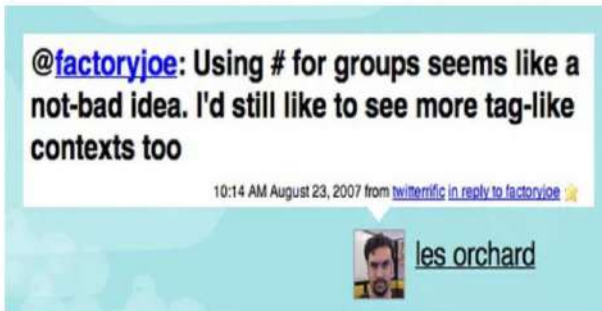 @factoryjoe: Using # for groups seems like a
not-bad idea. I'd still like to see more tag-like
contexts too
10:14 AM August 23, 2007 from twitterrific in reply to factoryjoe
les orchard